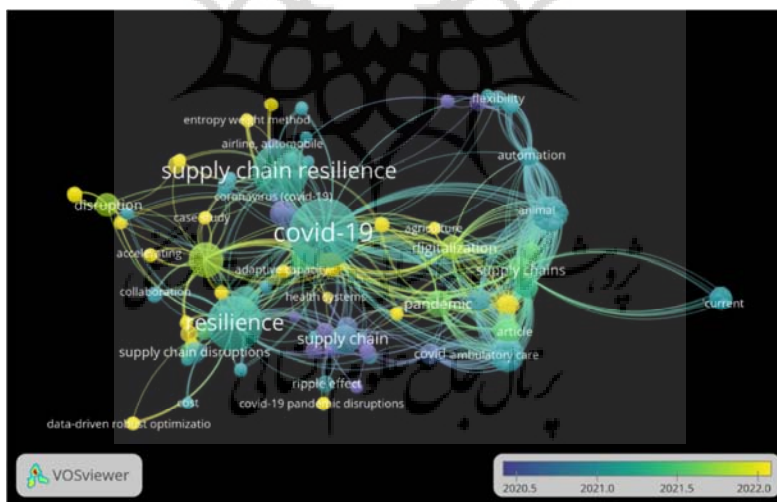 flexibility
entropy weight method
airline, automobile
automation
supply chain resilience
coronavirus (covid-19)
disruption
animal
case study
covid-19
agriculture
digitalization
accelerating
adaptive capacity
supply chains
collaboration
health systems
pandemic
current
resilience
supply chain
article
supply chain disruptions
covid
ambulatory care
ripple effect
cost
covid-19 pandemic disruptions
data-driven robust optimizatio
VOSviewer
2020.5 2021.0 2021.5 2022.0